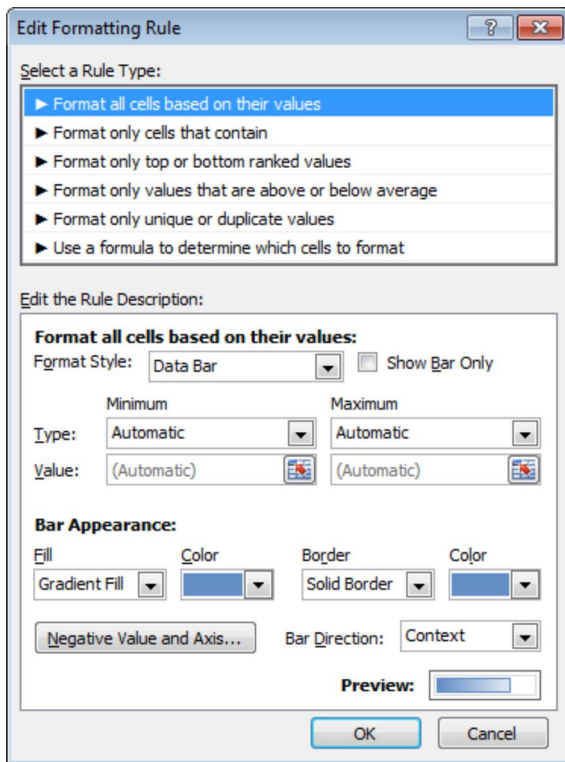 Edit Formatting Rule
Select a Rule Type:
► Format all cells based on their values
► Format only cells that contain
► Format only top or bottom ranked values
► Format only values that are above or below average
► Format only unique or duplicate values
► Use a formula to determine which cells to format
Edit the Rule Description:
Format all cells based on their values:
Format Style: Data Bar Show Bar Only
Minimum Maximum
Type: Automatic Automatic
Value: (Automatic) (Automatic)
Bar Appearance:
Fill Color Border Color
Gradient Fill Solid Border
Negative Value and Axis... Bar Direction: Context
Preview:
OK Cancel